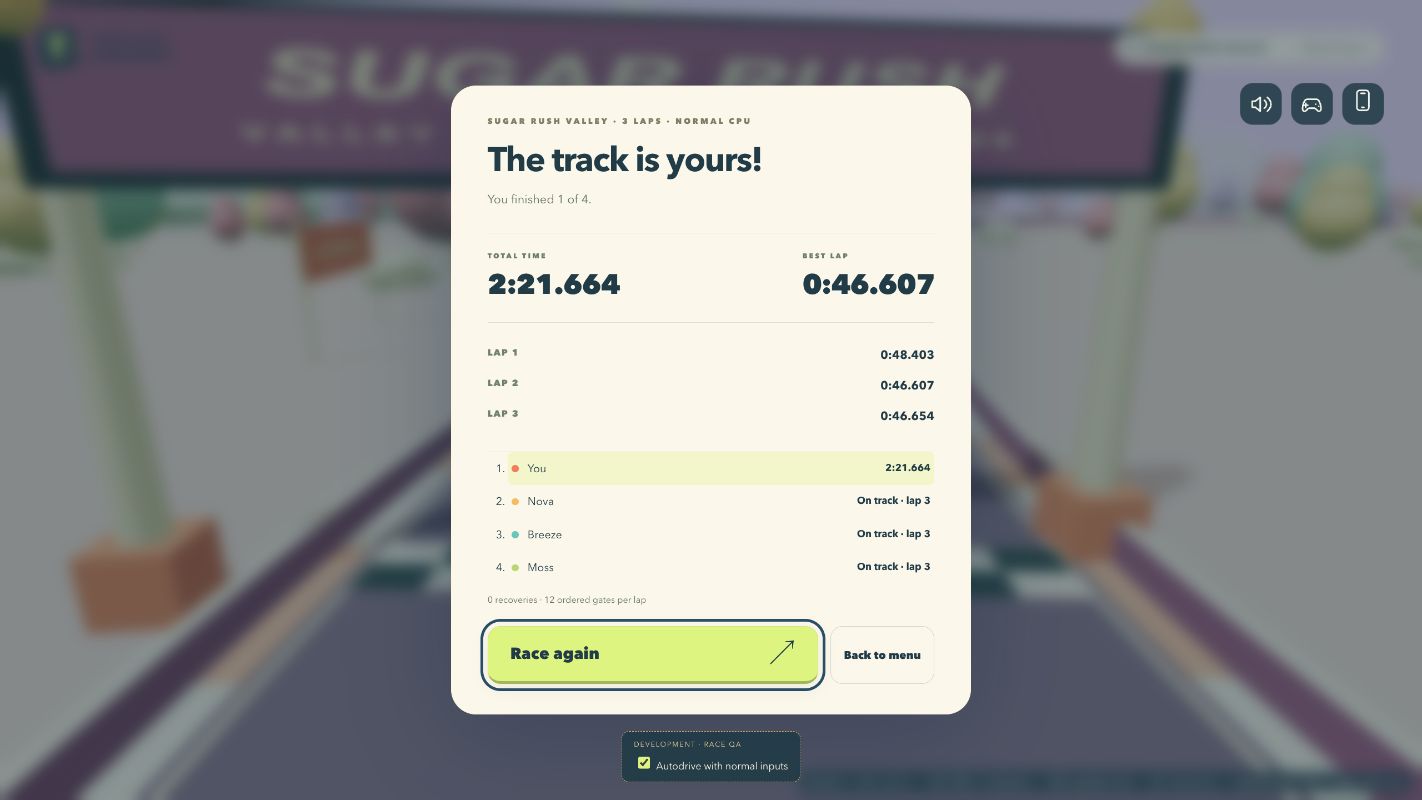 SUGAR RUSH
VALLEY
SUGAR RUSH VALLEY · 3 LAPS · NORMAL CPU
The track is yours!
You finished 1 of 4.
TOTAL TIME
2:21.664
BEST LAP
0:46.607
LAP 1 0:48.403
LAP 2 0:46.607
LAP 3 0:46.654
1. You 2:21.664
2. Nova On track · lap 3
3. Breeze On track · lap 3
4. Moss On track · lap 3
0 recoveries · 12 ordered gates per lap
Race again
Back to menu
DEVELOPMENT · RACE QA
Autodrive with normal inputs